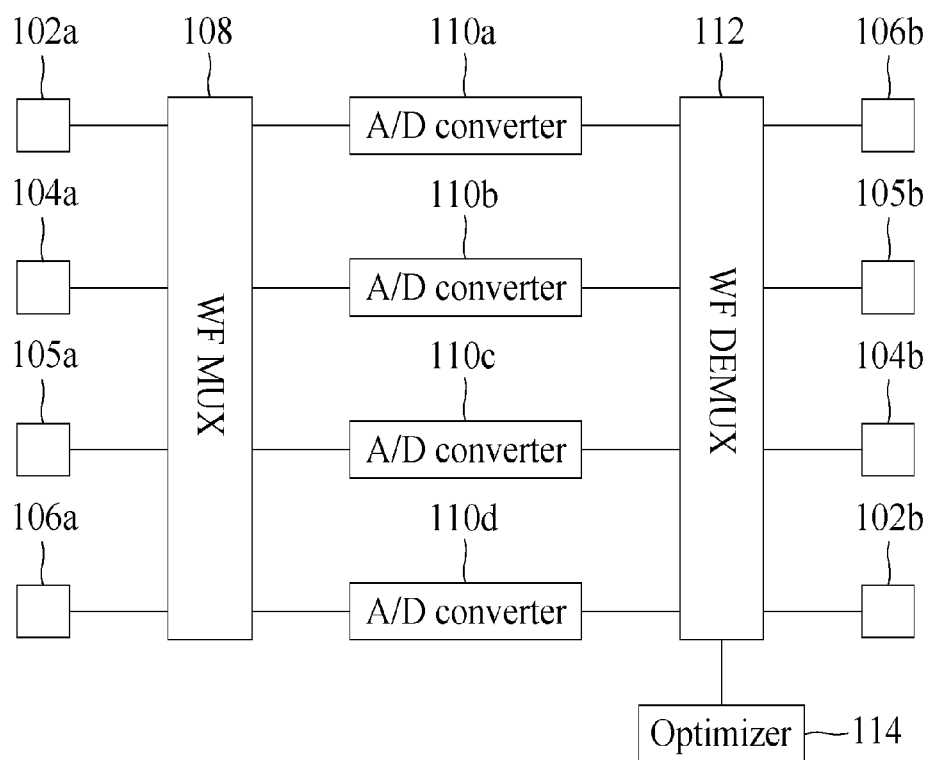 102a 108 110a 112 106b
A/D converter
104a 110b 105b
A/D converter
WF MUX
WF DEMUX
105a 110c 104b
A/D converter
106a 110d 102b
A/D converter
Optimizer 114